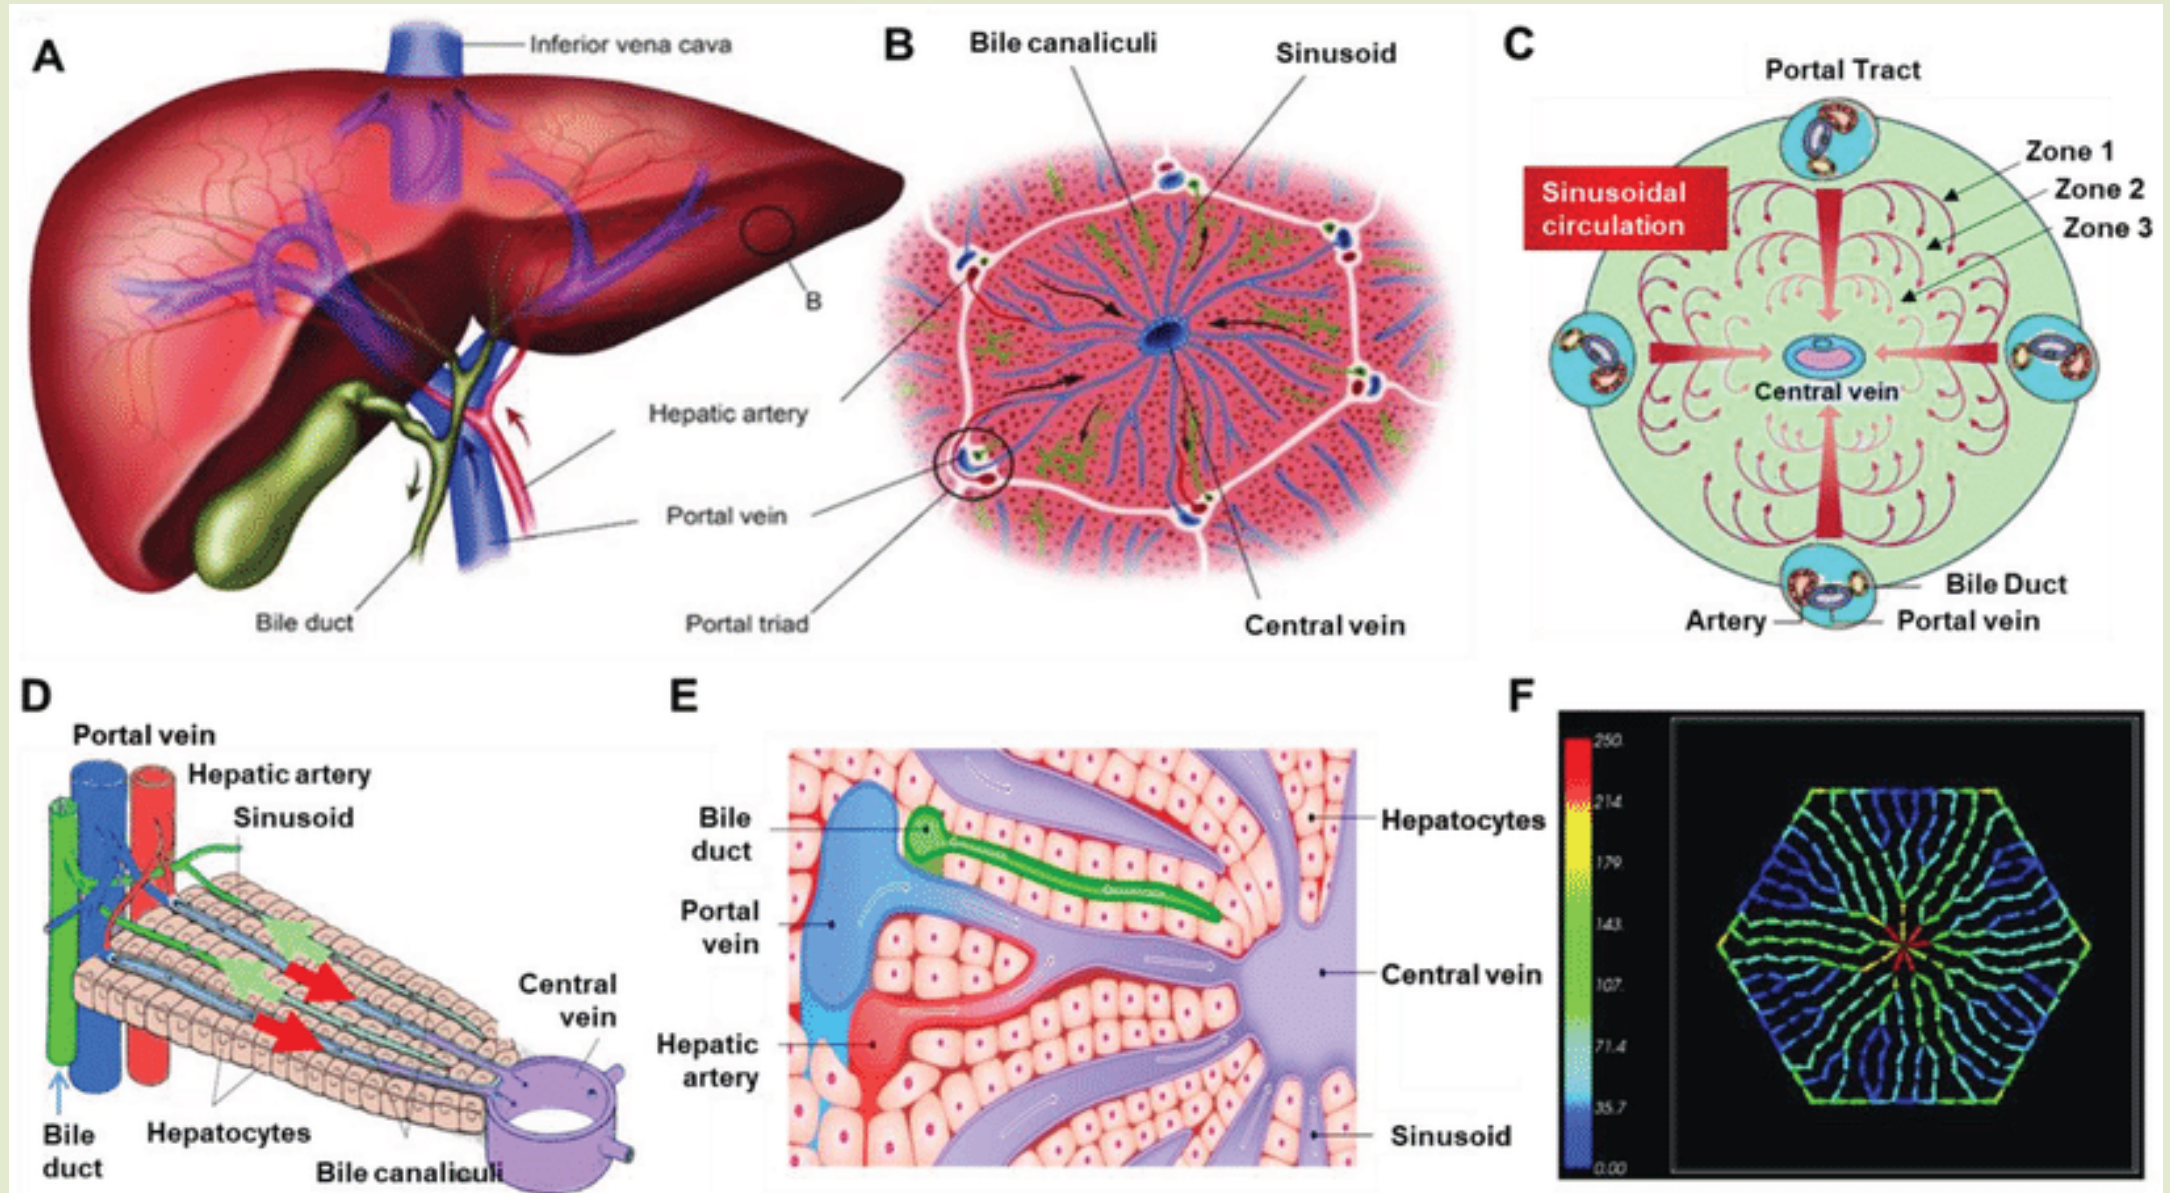 A
Inferior vena cava
B
Hepatic artery
Portal vein
Bile duct
Portal triad
B
Bile canaliculi
Sinusoid
Central vein
C
Portal Tract
Zone 1
Zone 2
Zone 3
Sinusoidal
circulation
Central vein
Bile Duct
Artery
Portal vein
D
Portal vein
Hepatic artery
Sinusoid
Central
vein
Hepatocytes
Bile
duct
Bile canaliculi
E
Bile
duct
Portal
vein
Hepatic
artery
Hepatocytes
Central vein
Sinusoid
F
250.
214.
179.
143.
107.
71.4
35.7
0.00